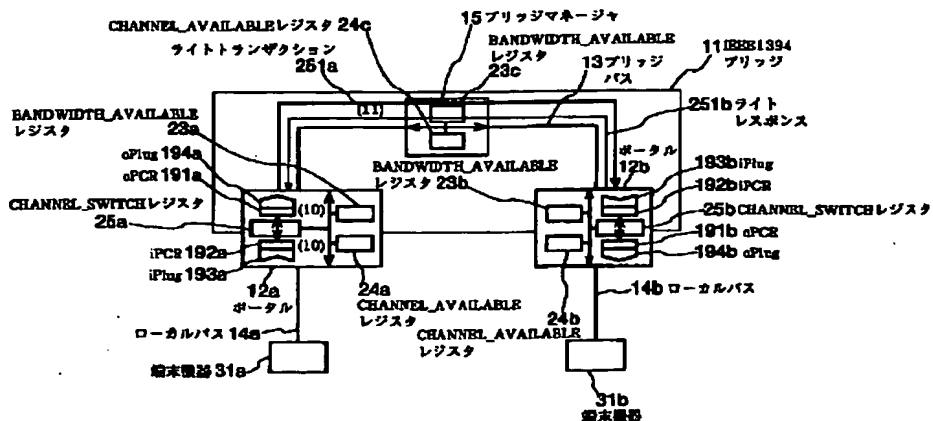 CHANNEL_AVAILABLEレジスタ 24c
ライトトランザクション
251a
15 ブリッジマネージャ
BANDWIDTH_AVAILABLE
レジスタ
23c
11 IEEE1394
ブリッジ
13 ブリッジ
バス
(11)
251b ライト
レスポンス
BANDWIDTH_AVAILABLE
レジスタ
23a
oPlug 194a
oPCR 191a
CHANNEL_SWITCHレジスタ
25a
(10)
(10)
iPCR 192a
iPlug 193a
12a
ポータル
24a
CHANNEL_AVAILABLE
レジスタ
BANDWIDTH_AVAILABLE
レジスタ 23b
ポータル
12b
193b iPlug
192b iPCR
25b CHANNEL_SWITCHレジスタ
191b oPCR
194b oPlug
24b
CHANNEL_AVAILABLE
レジスタ
14b ローカルバス
ローカルバス 14a
端末機器 31a
31b
端末機器